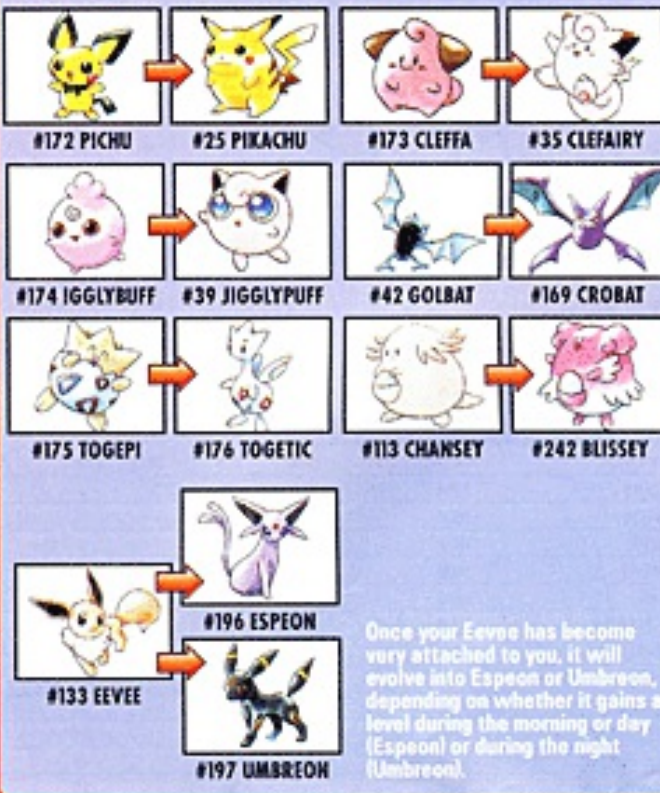 #172 PICHU #25 PIKACHU #173 CLEFFA #35 CLEFAIRY
#174 IGGLYBUFF #39 JIGGLYPUFF #42 GOLBAT #169 CROBAT
#175 TOGEPI #176 TOGETIC #113 CHANSEY #242 BLISSEY
#196 ESPEON
#133 EEVEE
#197 UMBREON
Once your Eevee has become
very attached to you, it will
evolve into Espeon or Umbreon,
depending on whether it gains a
level during the morning or day
(Espeon) or during the night
(Umbreon).